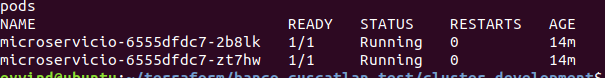 pods
NAME READY STATUS RESTARTS AGE
microservicio-6555dfdc7-2b8lk 1/1 Running 0 14m
microservicio-6555dfdc7-zt7hw 1/1 Running 0 14m